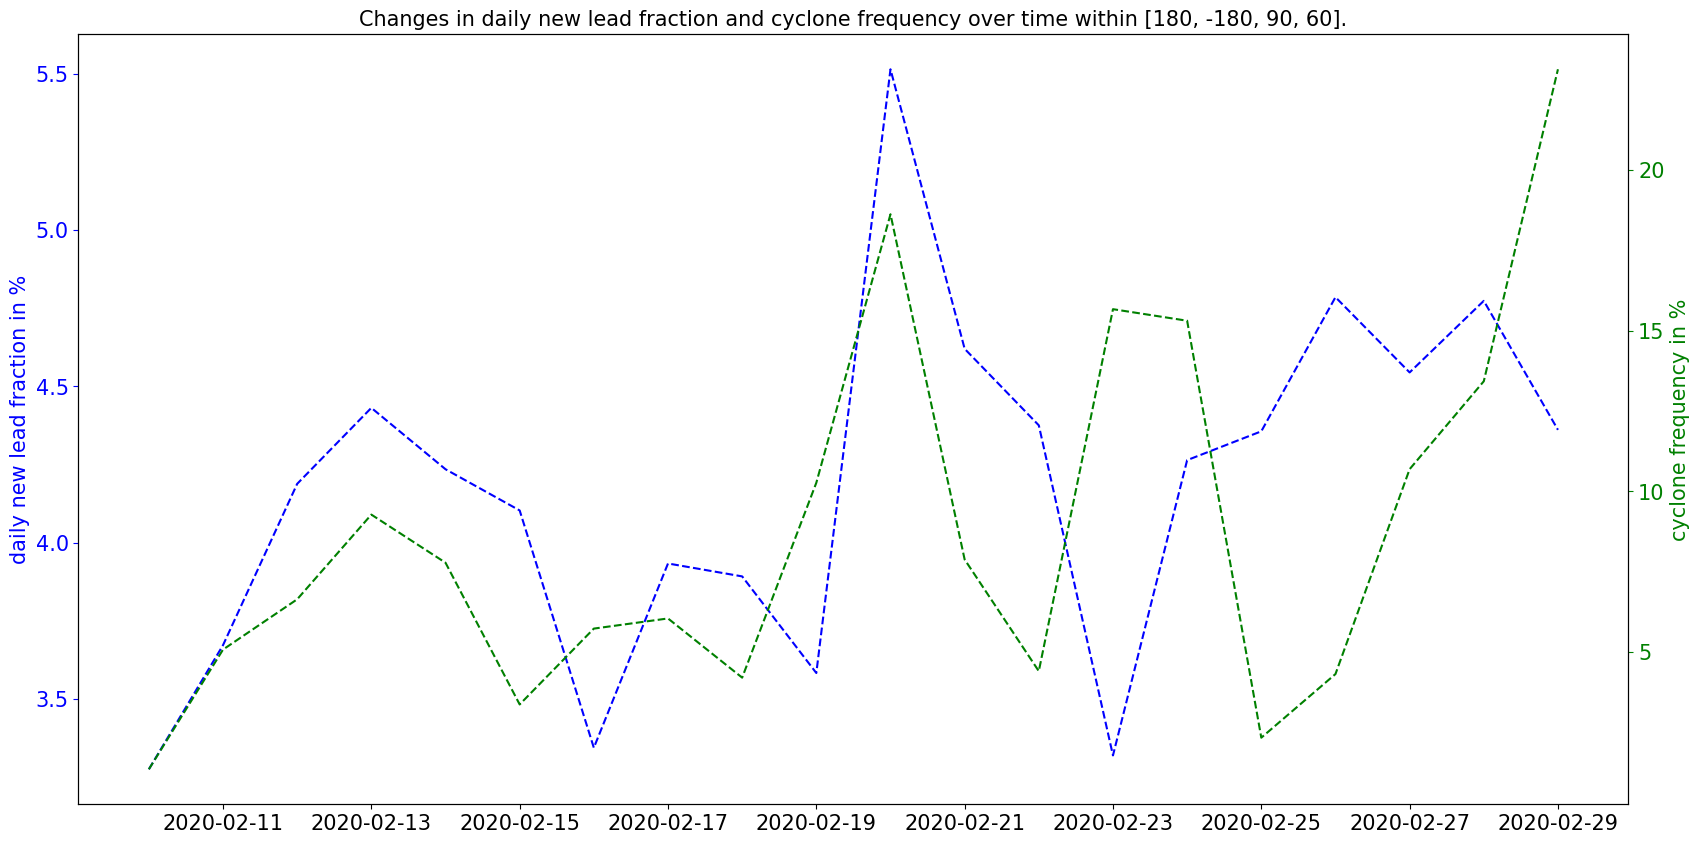 Changes in daily new lead fraction and cyclone frequency over time within [180, -180, 90, 60].
daily new lead fraction in %
5.5
5.0
4.5
4.0
3.5
20
15
10
5
cyclone frequency in %
2020-02-11 2020-02-13 2020-02-15 2020-02-17 2020-02-19 2020-02-21 2020-02-23 2020-02-25 2020-02-27 2020-02-29